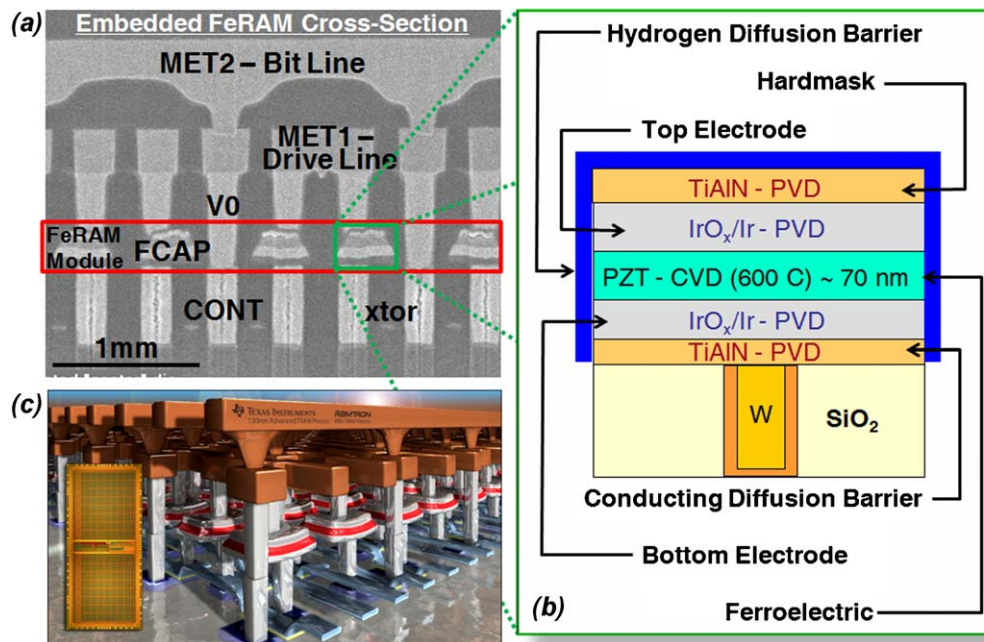 (a)
Embedded FeRAM Cross-Section
MET2 – Bit Line
MET1 –
Drive Line
V0
FeRAM
Module
FCAP
CONT
xtor
1mm
(c)
TEXAS INSTRUMENTS
RAMTRON
Hydrogen Diffusion Barrier
Hardmask
Top Electrode
TiAlN - PVD
IrOx/Ir - PVD
PZT - CVD (600 C) ~ 70 nm
IrOx/Ir - PVD
TiAlN - PVD
W
SiO2
Conducting Diffusion Barrier
Bottom Electrode
(b)
Ferroelectric